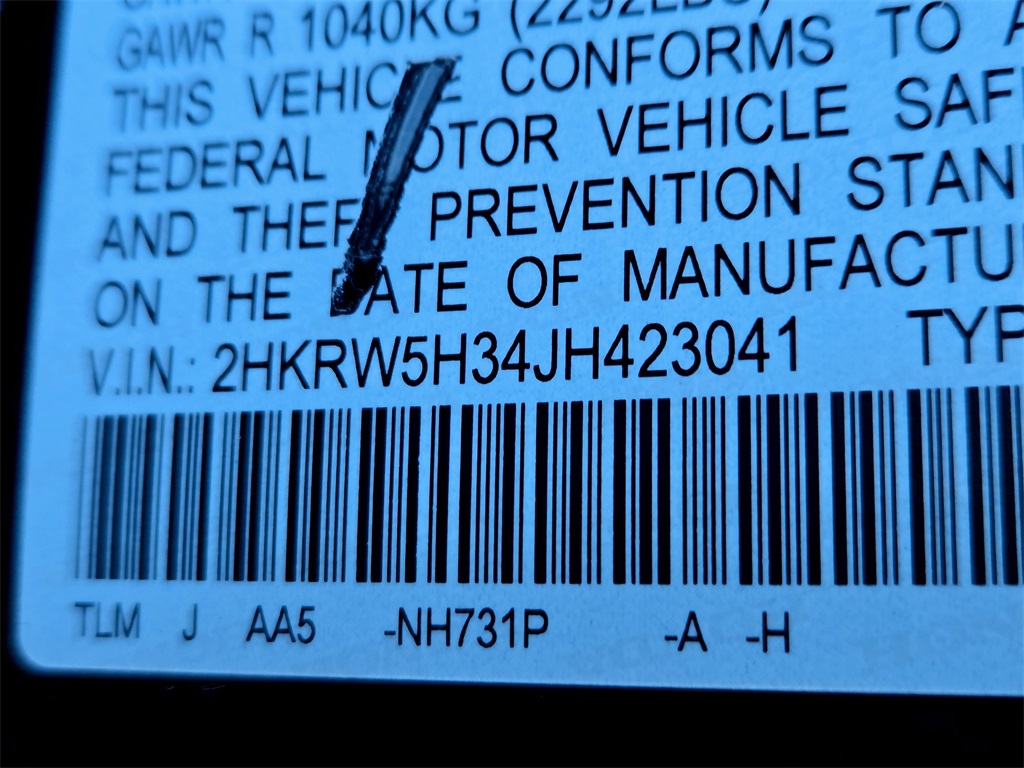 GAWR R 1040KG (2292LBS)
THIS VEHICLE CONFORMS TO
FEDERAL MOTOR VEHICLE SAF
AND THEFT PREVENTION STAN
ON THE DATE OF MANUFACTU
V.I.N.: 2HKRW5H34JH423041 TYP
TLM J AA5 -NH731P -A -H